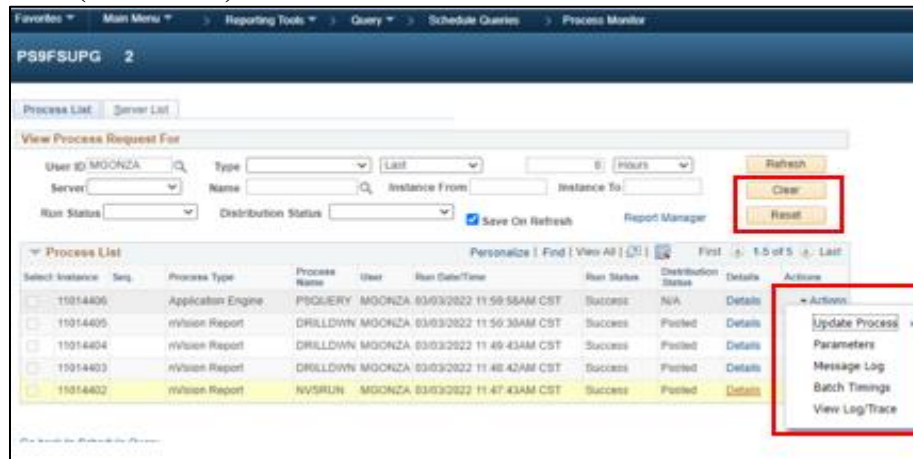 Favorites Main Menu > Reporting Tools > Query > Schedule Queries > Process Monitor
PS9FSUPG 2
Process List Server List
View Process Request For
User ID MGONZA Type Last 8 Hours Refresh
Server Name Instance From Instance To Clear
Run Status Distribution Status Save On Refresh Report Manager Reset
Process List Personalize | Find | View All | First 1-5 of 5 Last
Select Instance Seq. Process Type Process Name User Run Date/Time Run Status Distribution Status Details Actions
11014406 Application Engine PSQUERY MGONZA 03/03/2022 11:59:58AM CST Success N/A Details Actions
11014405 nVision Report DRILLDWN MGONZA 03/03/2022 11:50:30AM CST Success Posted Details
11014404 nVision Report DRILLDWN MGONZA 03/03/2022 11:49:43AM CST Success Posted Details
11014403 nVision Report DRILLDWN MGONZA 03/03/2022 11:48:42AM CST Success Posted Details
11014402 nVision Report NVSRUN MGONZA 03/03/2022 11:47:43AM CST Success Posted Details
Update Process
Parameters
Message Log
Batch Timings
View Log/Trace